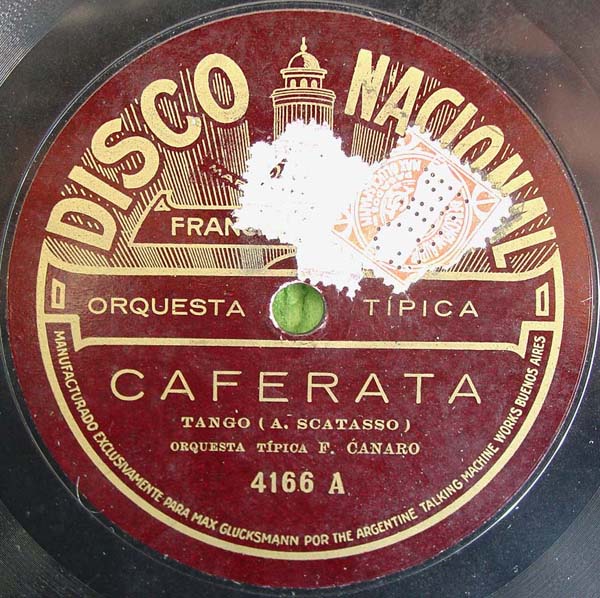 DISCO NACIONAL
ORQUESTA TÍPICA
CAFERATA
TANGO (A. SCATASSO)
ORQUESTA TÍPICA F. CANARO
4166 A
MANUFACTURADO EXCLUSIVAMENTE PARA MAX GLUCKSMANN POR THE ARGENTINE TALKING MACHINE WORKS BUENOS AIRES